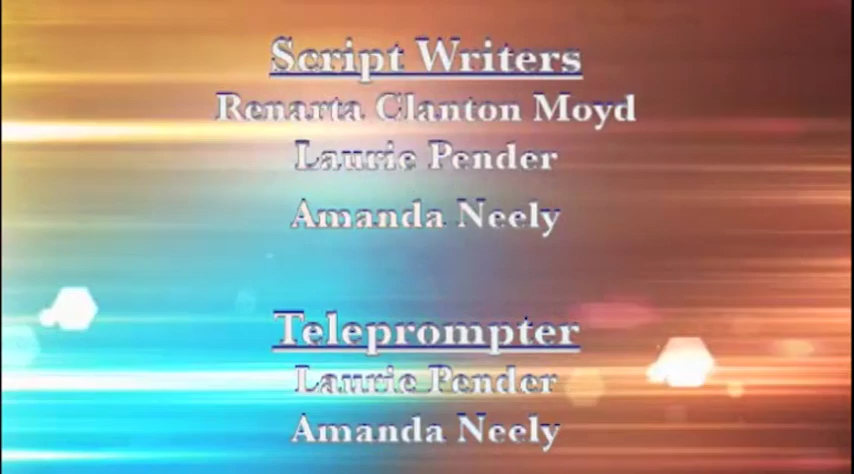 Script Writers
Renarta Clanton Moyd
Laurie Pender
Amanda Neely
Teleprompter
Laurie Pender
Amanda Neely